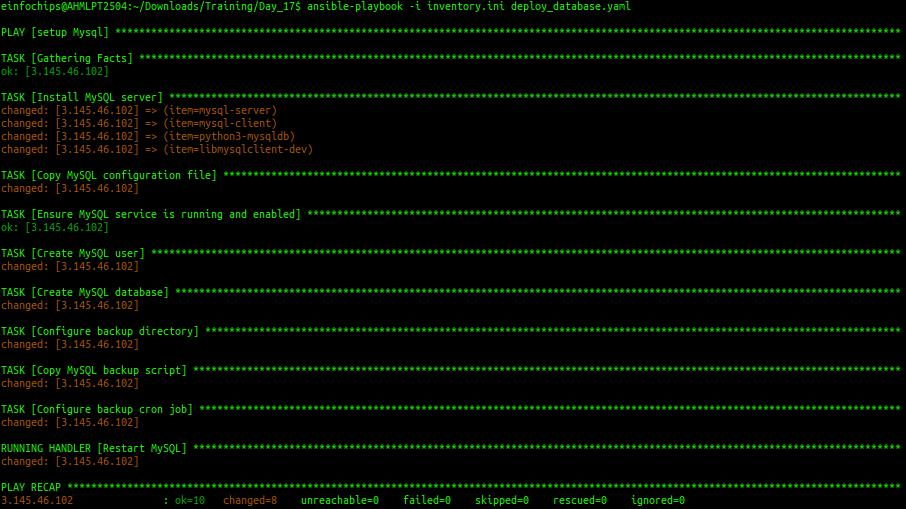 einfochips@AHMLPT2504:~/Downloads/Training/Day_17$ ansible-playbook -i inventory.ini deploy_database.yaml
PLAY [setup Mysql] ***********************************************************************************************************************************
TASK [Gathering Facts] *******************************************************************************************************************************
ok: [3.145.46.102]
TASK [Install MySQL server] **************************************************************************************************************************
changed: [3.145.46.102] => (item=mysql-server)
changed: [3.145.46.102] => (item=mysql-client)
changed: [3.145.46.102] => (item=python3-mysqldb)
changed: [3.145.46.102] => (item=libmysqlclient-dev)
TASK [Copy MySQL configuration file] *****************************************************************************************************************
changed: [3.145.46.102]
TASK [Ensure MySQL service is running and enabled] ***************************************************************************************************
ok: [3.145.46.102]
TASK [Create MySQL user] *****************************************************************************************************************************
changed: [3.145.46.102]
TASK [Create MySQL database] *************************************************************************************************************************
changed: [3.145.46.102]
TASK [Configure backup directory] ********************************************************************************************************************
changed: [3.145.46.102]
TASK [Copy MySQL backup script] **********************************************************************************************************************
changed: [3.145.46.102]
TASK [Configure backup cron job] *********************************************************************************************************************
changed: [3.145.46.102]
RUNNING HANDLER [Restart MySQL] **********************************************************************************************************************
changed: [3.145.46.102]
PLAY RECAP *******************************************************************************************************************************************
3.145.46.102               : ok=10   changed=8    unreachable=0    failed=0    skipped=0    rescued=0    ignored=0